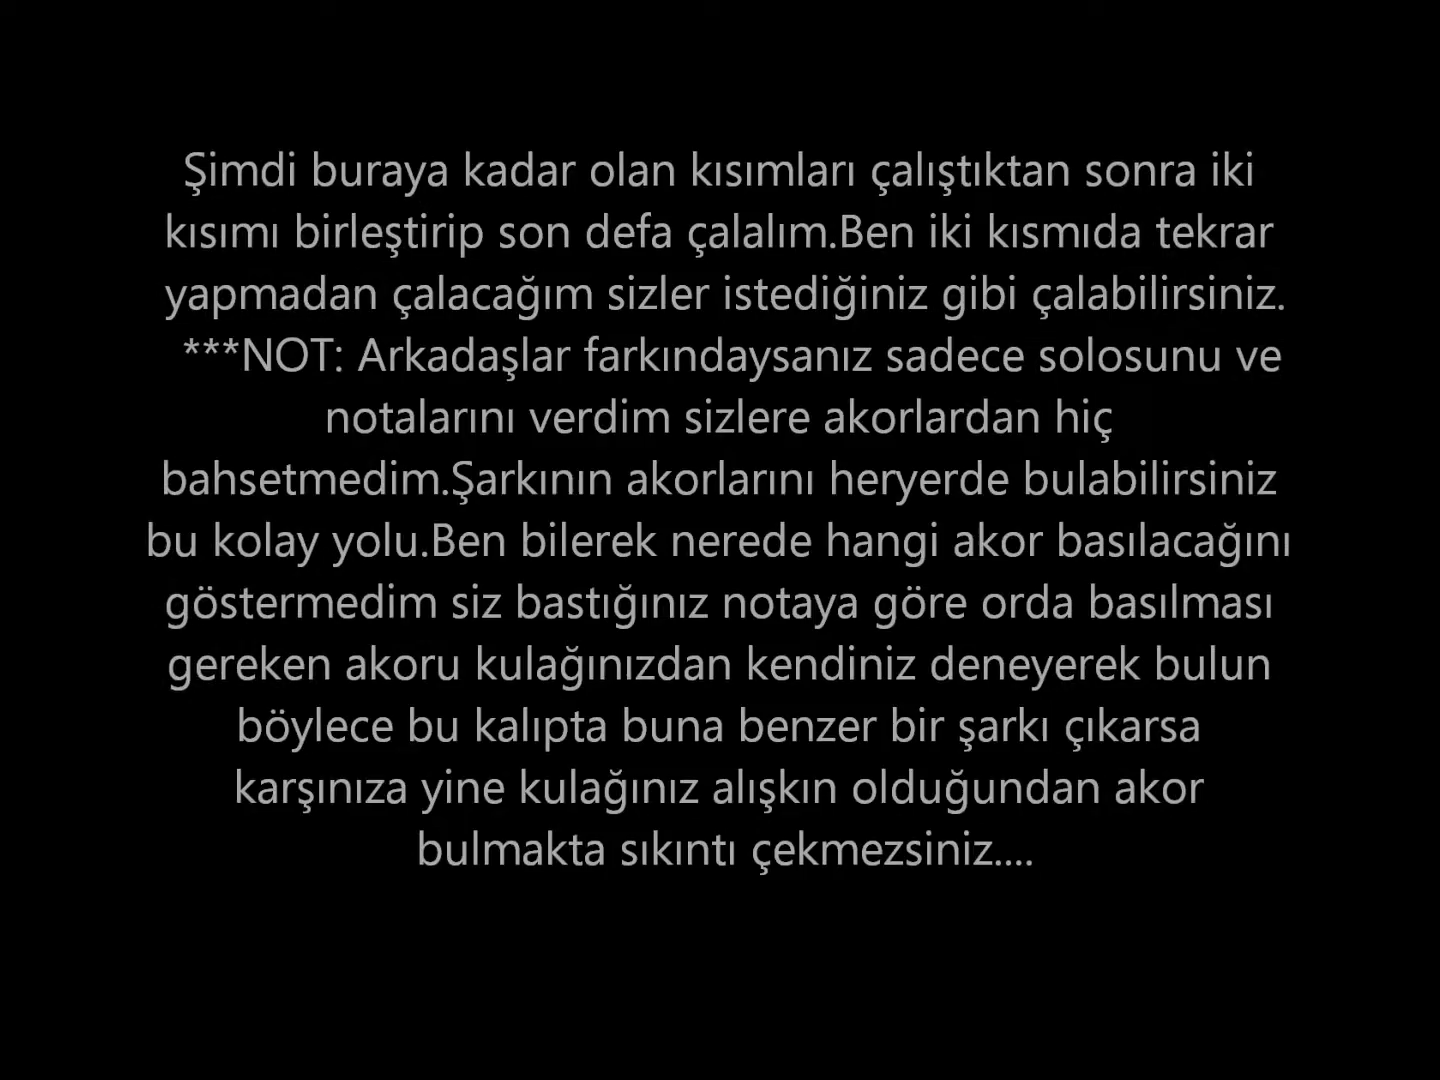 Şimdi buraya kadar olan kısımları çalıştıktan sonra iki
kısımı birleştirip son defa çalalım.Ben iki kısmıda tekrar
yapmadan çalacağım sizler istediğiniz gibi çalabilirsiniz.
***NOT: Arkadaşlar farkındaysanız sadece solosunu ve
notalarını verdim sizlere akorlardan hiç
bahsetmedim.Şarkının akorlarını heryerde bulabilirsiniz
bu kolay yolu.Ben bilerek nerede hangi akor basılacağını
göstermedim siz bastığınız notaya göre orda basılması
gereken akoru kulağınızdan kendiniz deneyerek bulun
böylece bu kalıpta buna benzer bir şarkı çıkarsa
karşınıza yine kulağınız alışkın olduğundan akor
bulmakta sıkıntı çekmezsiniz....